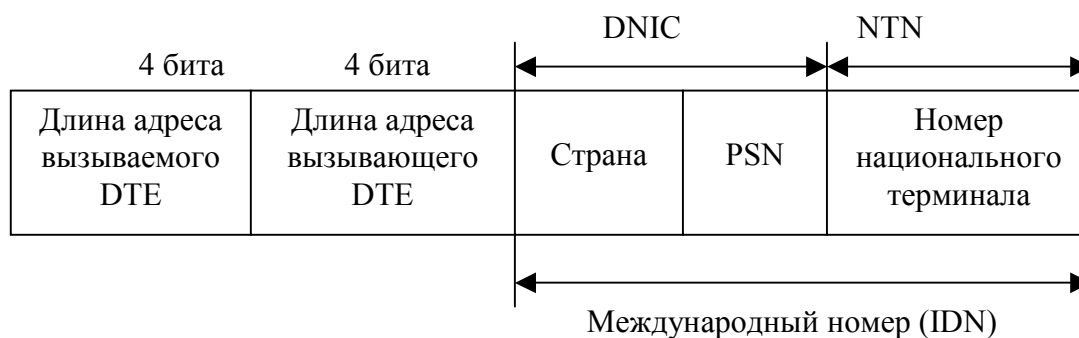 DNIC NTN
4 бита 4 бита
Длина адреса вызываемого DTE
Длина адреса вызывающего DTE
Страна
PSN
Номер национального терминала
Международный номер (IDN)